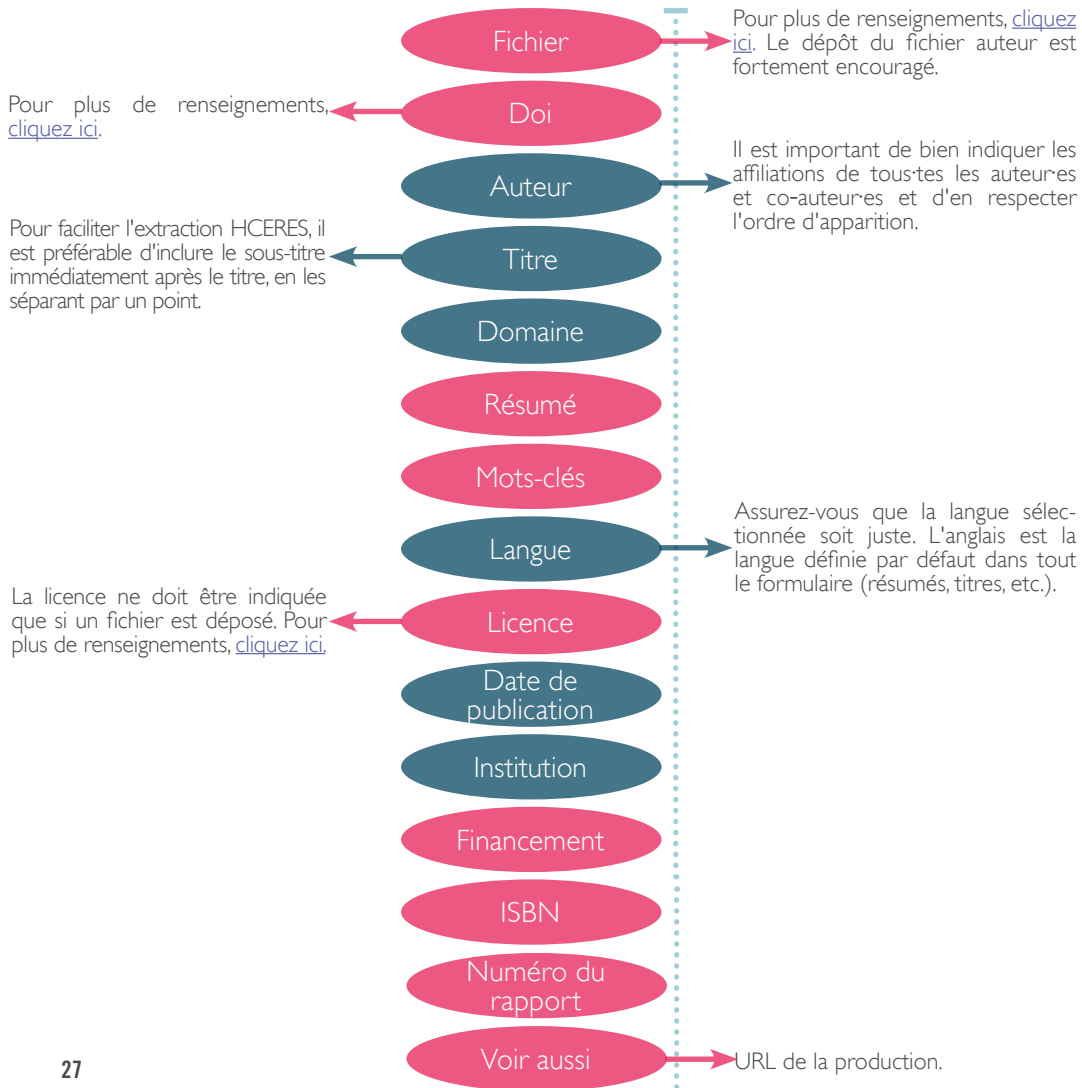 Fichier
Pour plus de renseignements, cliquez
ici. Le dépôt du fichier auteur est
fortement encouragé.
Pour plus de renseignements,
cliquez ici.
Doi
Auteur
Il est important de bien indiquer les
affiliations de tous·tes les auteur·es
et co-auteur·es et d'en respecter
l'ordre d'apparition.
Pour faciliter l'extraction HCERES, il
est préférable d'inclure le sous-titre
immédiatement après le titre, en les
séparant par un point.
Titre
Domaine
Résumé
Mots-clés
Langue
Assurez-vous que la langue sélec-
tionnée soit juste. L'anglais est la
langue définie par défaut dans tout
le formulaire (résumés, titres, etc.).
La licence ne doit être indiquée
que si un fichier est déposé. Pour
plus de renseignements, cliquez ici.
Licence
Date de
publication
Institution
Financement
ISBN
Numéro du
rapport
Voir aussi
URL de la production.
27